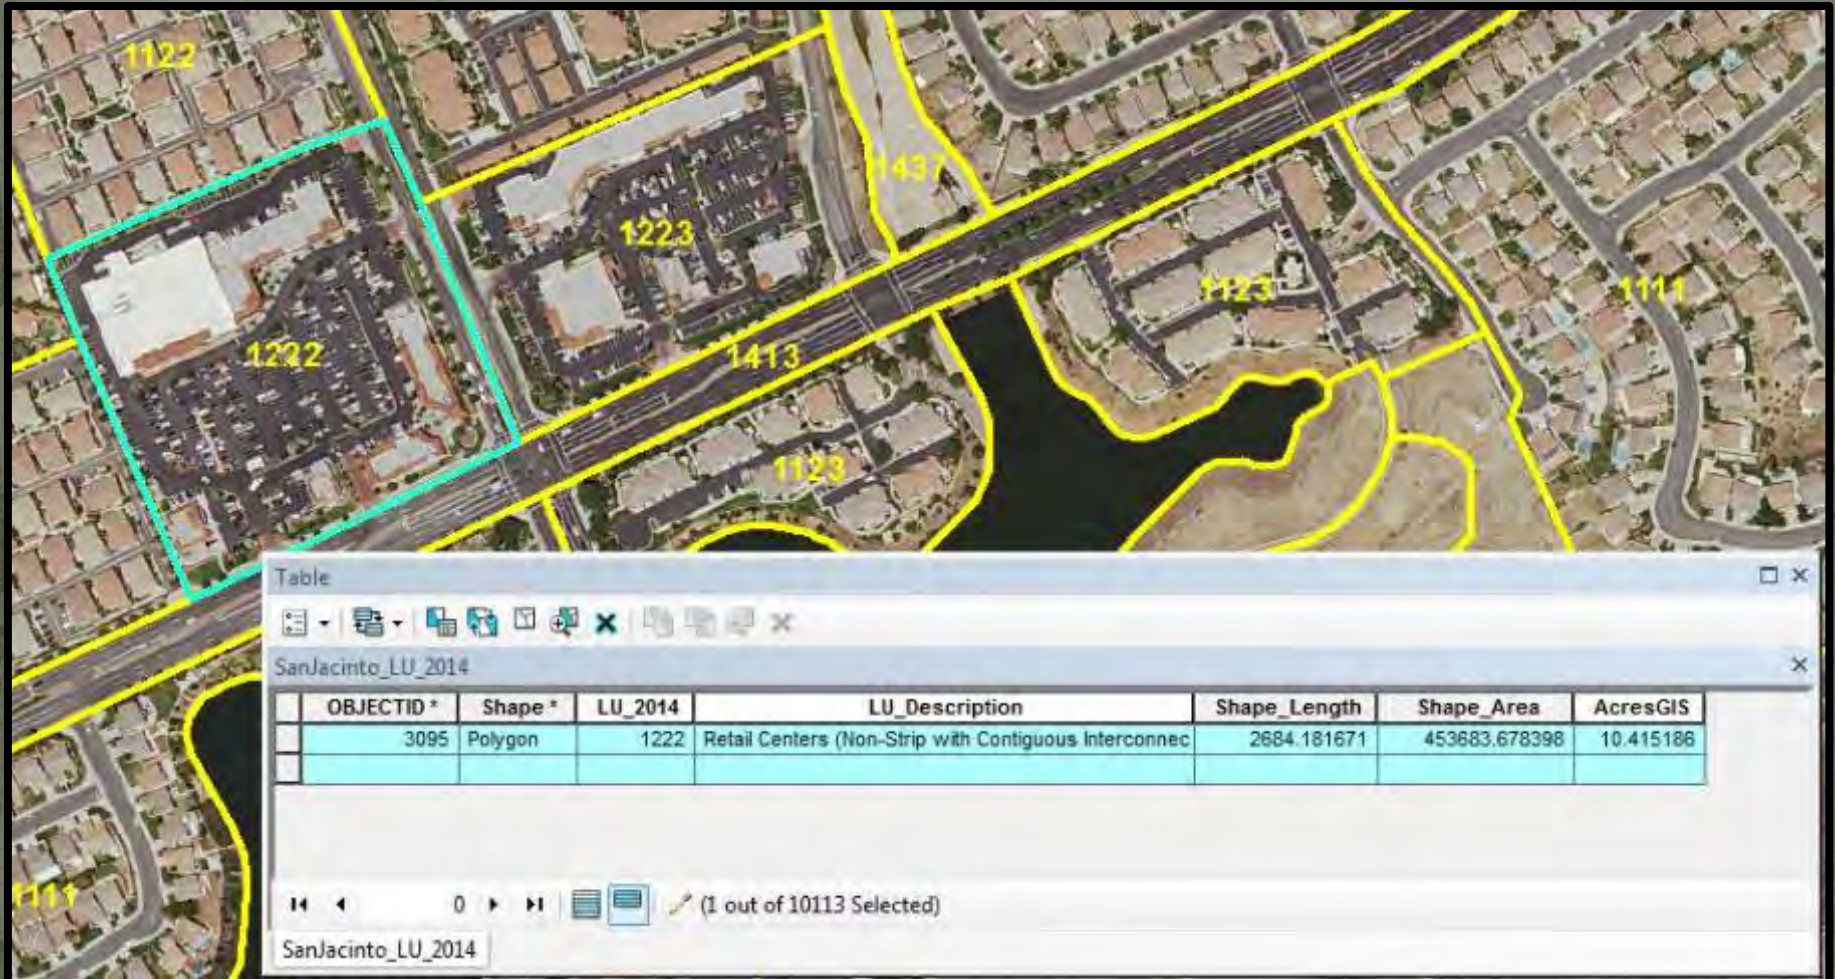 1122
1437
1223
1123
1111
1222
1413
1123
Table
SanJacinto_LU_2014
OBJECTID * Shape * LU_2014 LU_Description Shape_Length Shape_Area AcresGIS
3095 Polygon 1222 Retail Centers (Non-Strip with Contiguous Interconnec 2684.181671 453683.678398 10.415186
1111
0 (1 out of 10113 Selected)
SanJacinto_LU_2014